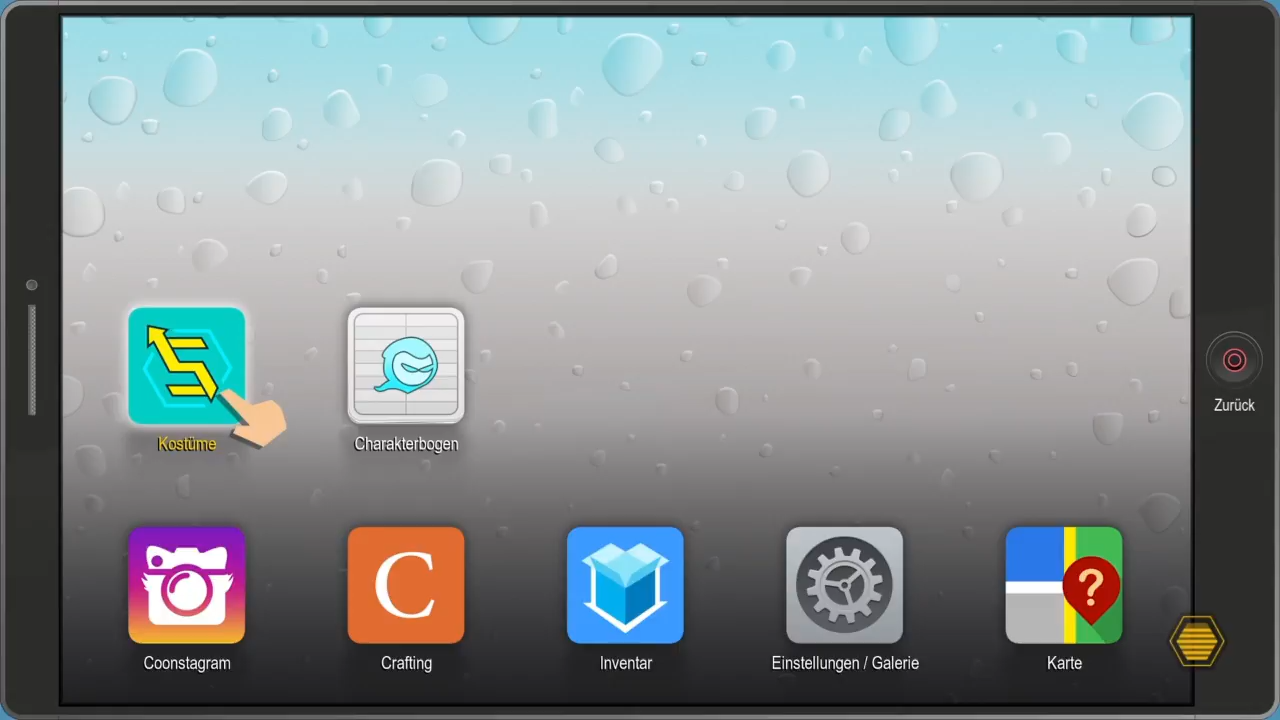 Zurück
Kostüme
Charakterbogen
C
Coonstagram
Crafting
Inventar
Einstellungen / Galerie
?
Karte